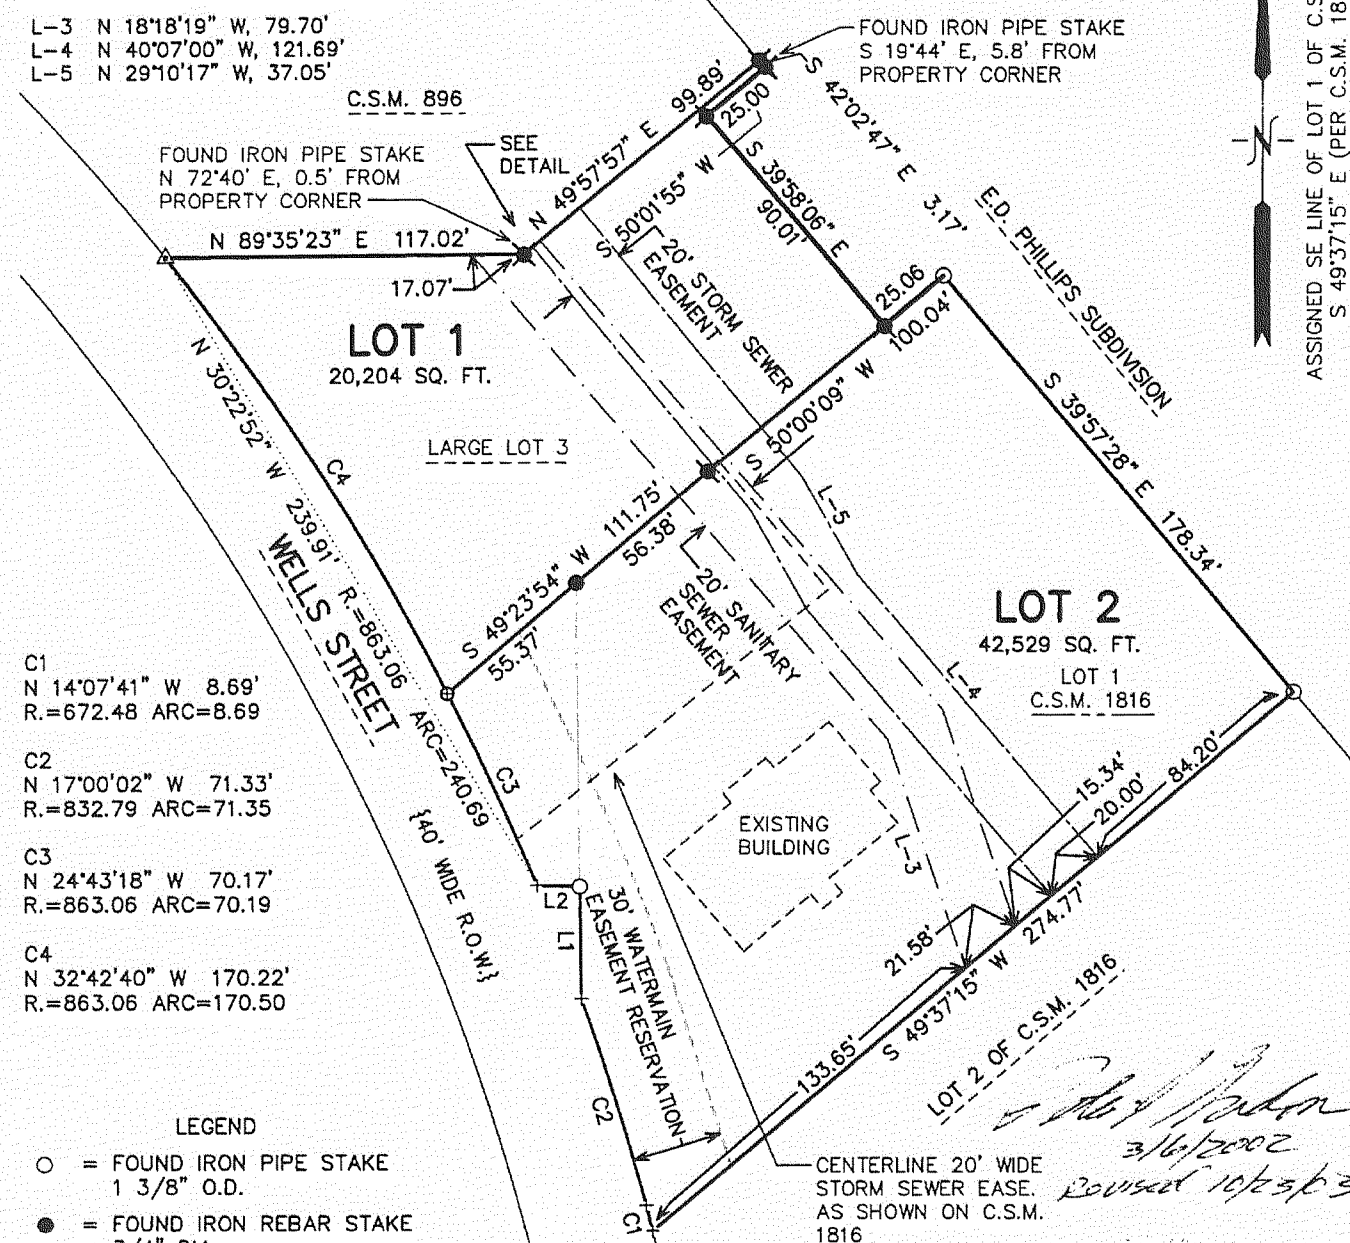 L-3 N 18°18'19" W, 79.70'
L-4 N 40°07'00" W, 121.69'
L-5 N 29°10'17" W, 37.05'
C.S.M. 896
FOUND IRON PIPE STAKE
N 72°40' E, 0.5' FROM
PROPERTY CORNER
SEE
DETAIL
FOUND IRON PIPE STAKE
S 19°44' E, 5.8' FROM
PROPERTY CORNER
N 49°57'57" E 99.89'
25.00
S 50°01'55" W
S 42°02'47" E 3.17'
S 39°58'06" E
90.01'
E.D. PHILLIPS SUBDIVISION
N
ASSIGNED SE LINE OF LOT 1 OF C.S
S 49°37'15" E (PER C.S.M. 18
N 89°35'23" E 117.02'
17.07'
20' STORM SEWER
EASEMENT
25.06
100.04'
S 50°00'09" W
LOT 1
20,204 SQ. FT.
LARGE LOT 3
N 30°22'52" W 239.91' R.=863.06 ARC=240.69
C4
WELLS STREET
{40' WIDE R.O.W.}
S 49°23'54" W 111.75'
55.37'
56.38'
20' SANITARY
SEWER
EASEMENT
L-5
L-4
L-3
S 39°57'28" E 178.34'
LOT 2
42,529 SQ. FT.
LOT 1
C.S.M. 1816
C1
N 14°07'41" W 8.69'
R.=672.48 ARC=8.69
C2
N 17°00'02" W 71.33'
R.=832.79 ARC=71.35
C3
N 24°43'18" W 70.17'
R.=863.06 ARC=70.19
C4
N 32°42'40" W 170.22'
R.=863.06 ARC=170.50
C3
L2
L1
EXISTING
BUILDING
30' WATERMAIN
EASEMENT RESERVATION
15.34'
20.00'
84.20'
21.58'
133.65'
S 49°37'15" W 274.77'
LOT 2 OF C.S.M. 1816
C2
C1
CENTERLINE 20' WIDE
STORM SEWER EASE.
AS SHOWN ON C.S.M.
1816
3/6/2002
Revised 10/23/03
LEGEND
= FOUND IRON PIPE STAKE
1 3/8" O.D.
= FOUND IRON REBAR STAKE